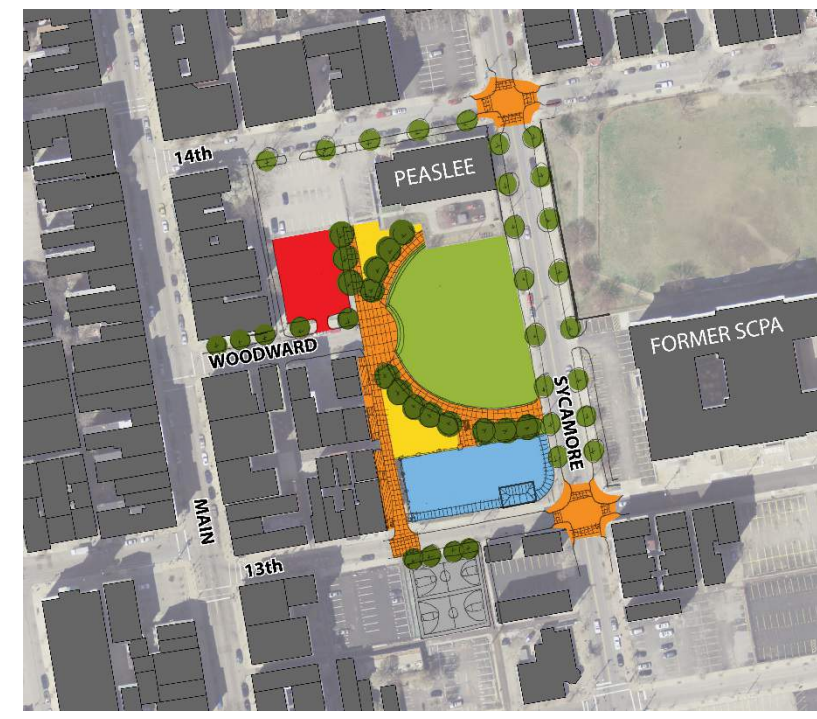 14th
PEASLEE
WOODWARD
FORMER SCPA
SYCAMORE
MAIN
13th